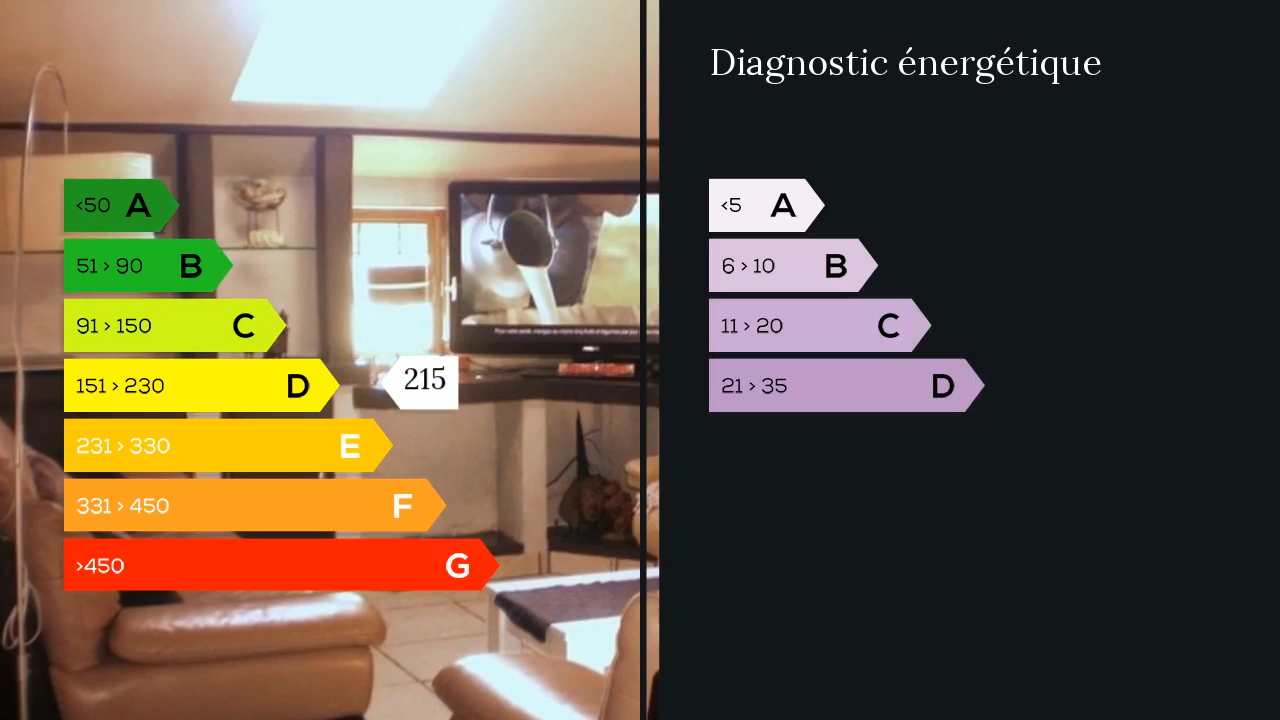 Diagnostic énergétique
<50 A
51 > 90 B
91 > 150 C
151 > 230 D
215
231 > 330 E
331 > 450 F
>450 G
<5 A
6 > 10 B
11 > 20 C
21 > 35 D